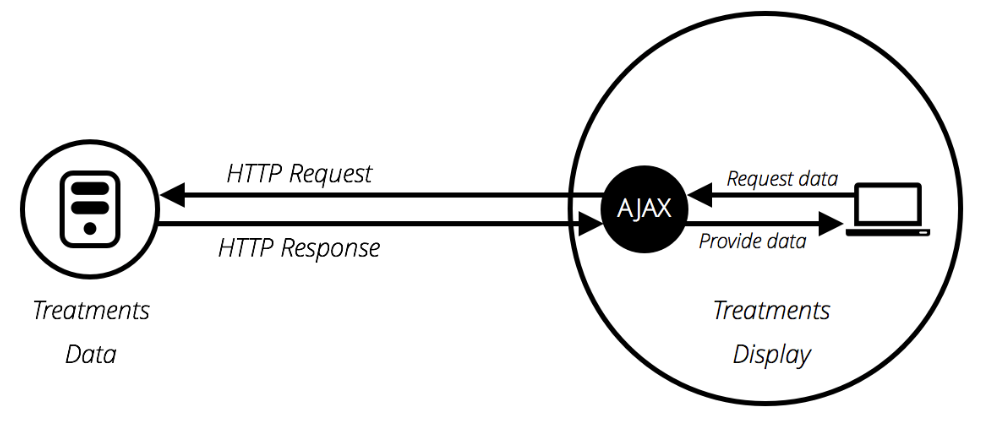 HTTP Request
HTTP Response
Treatments
Data
AJAX
Request data
Provide data
Treatments
Display